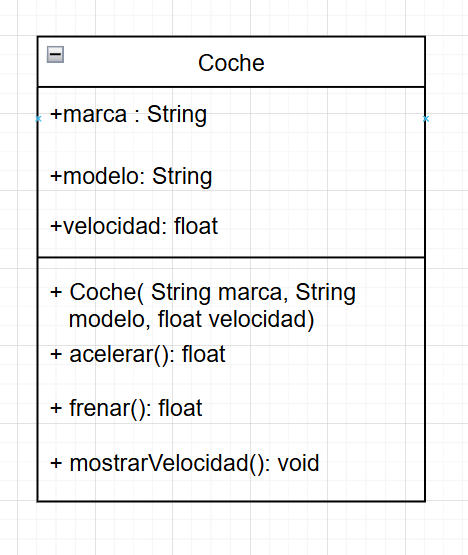 Coche
+marca : String
+modelo: String
+velocidad: float
+ Coche( String marca, String
modelo, float velocidad)
+ acelerar(): float
+ frenar(): float
+ mostrarVelocidad(): void